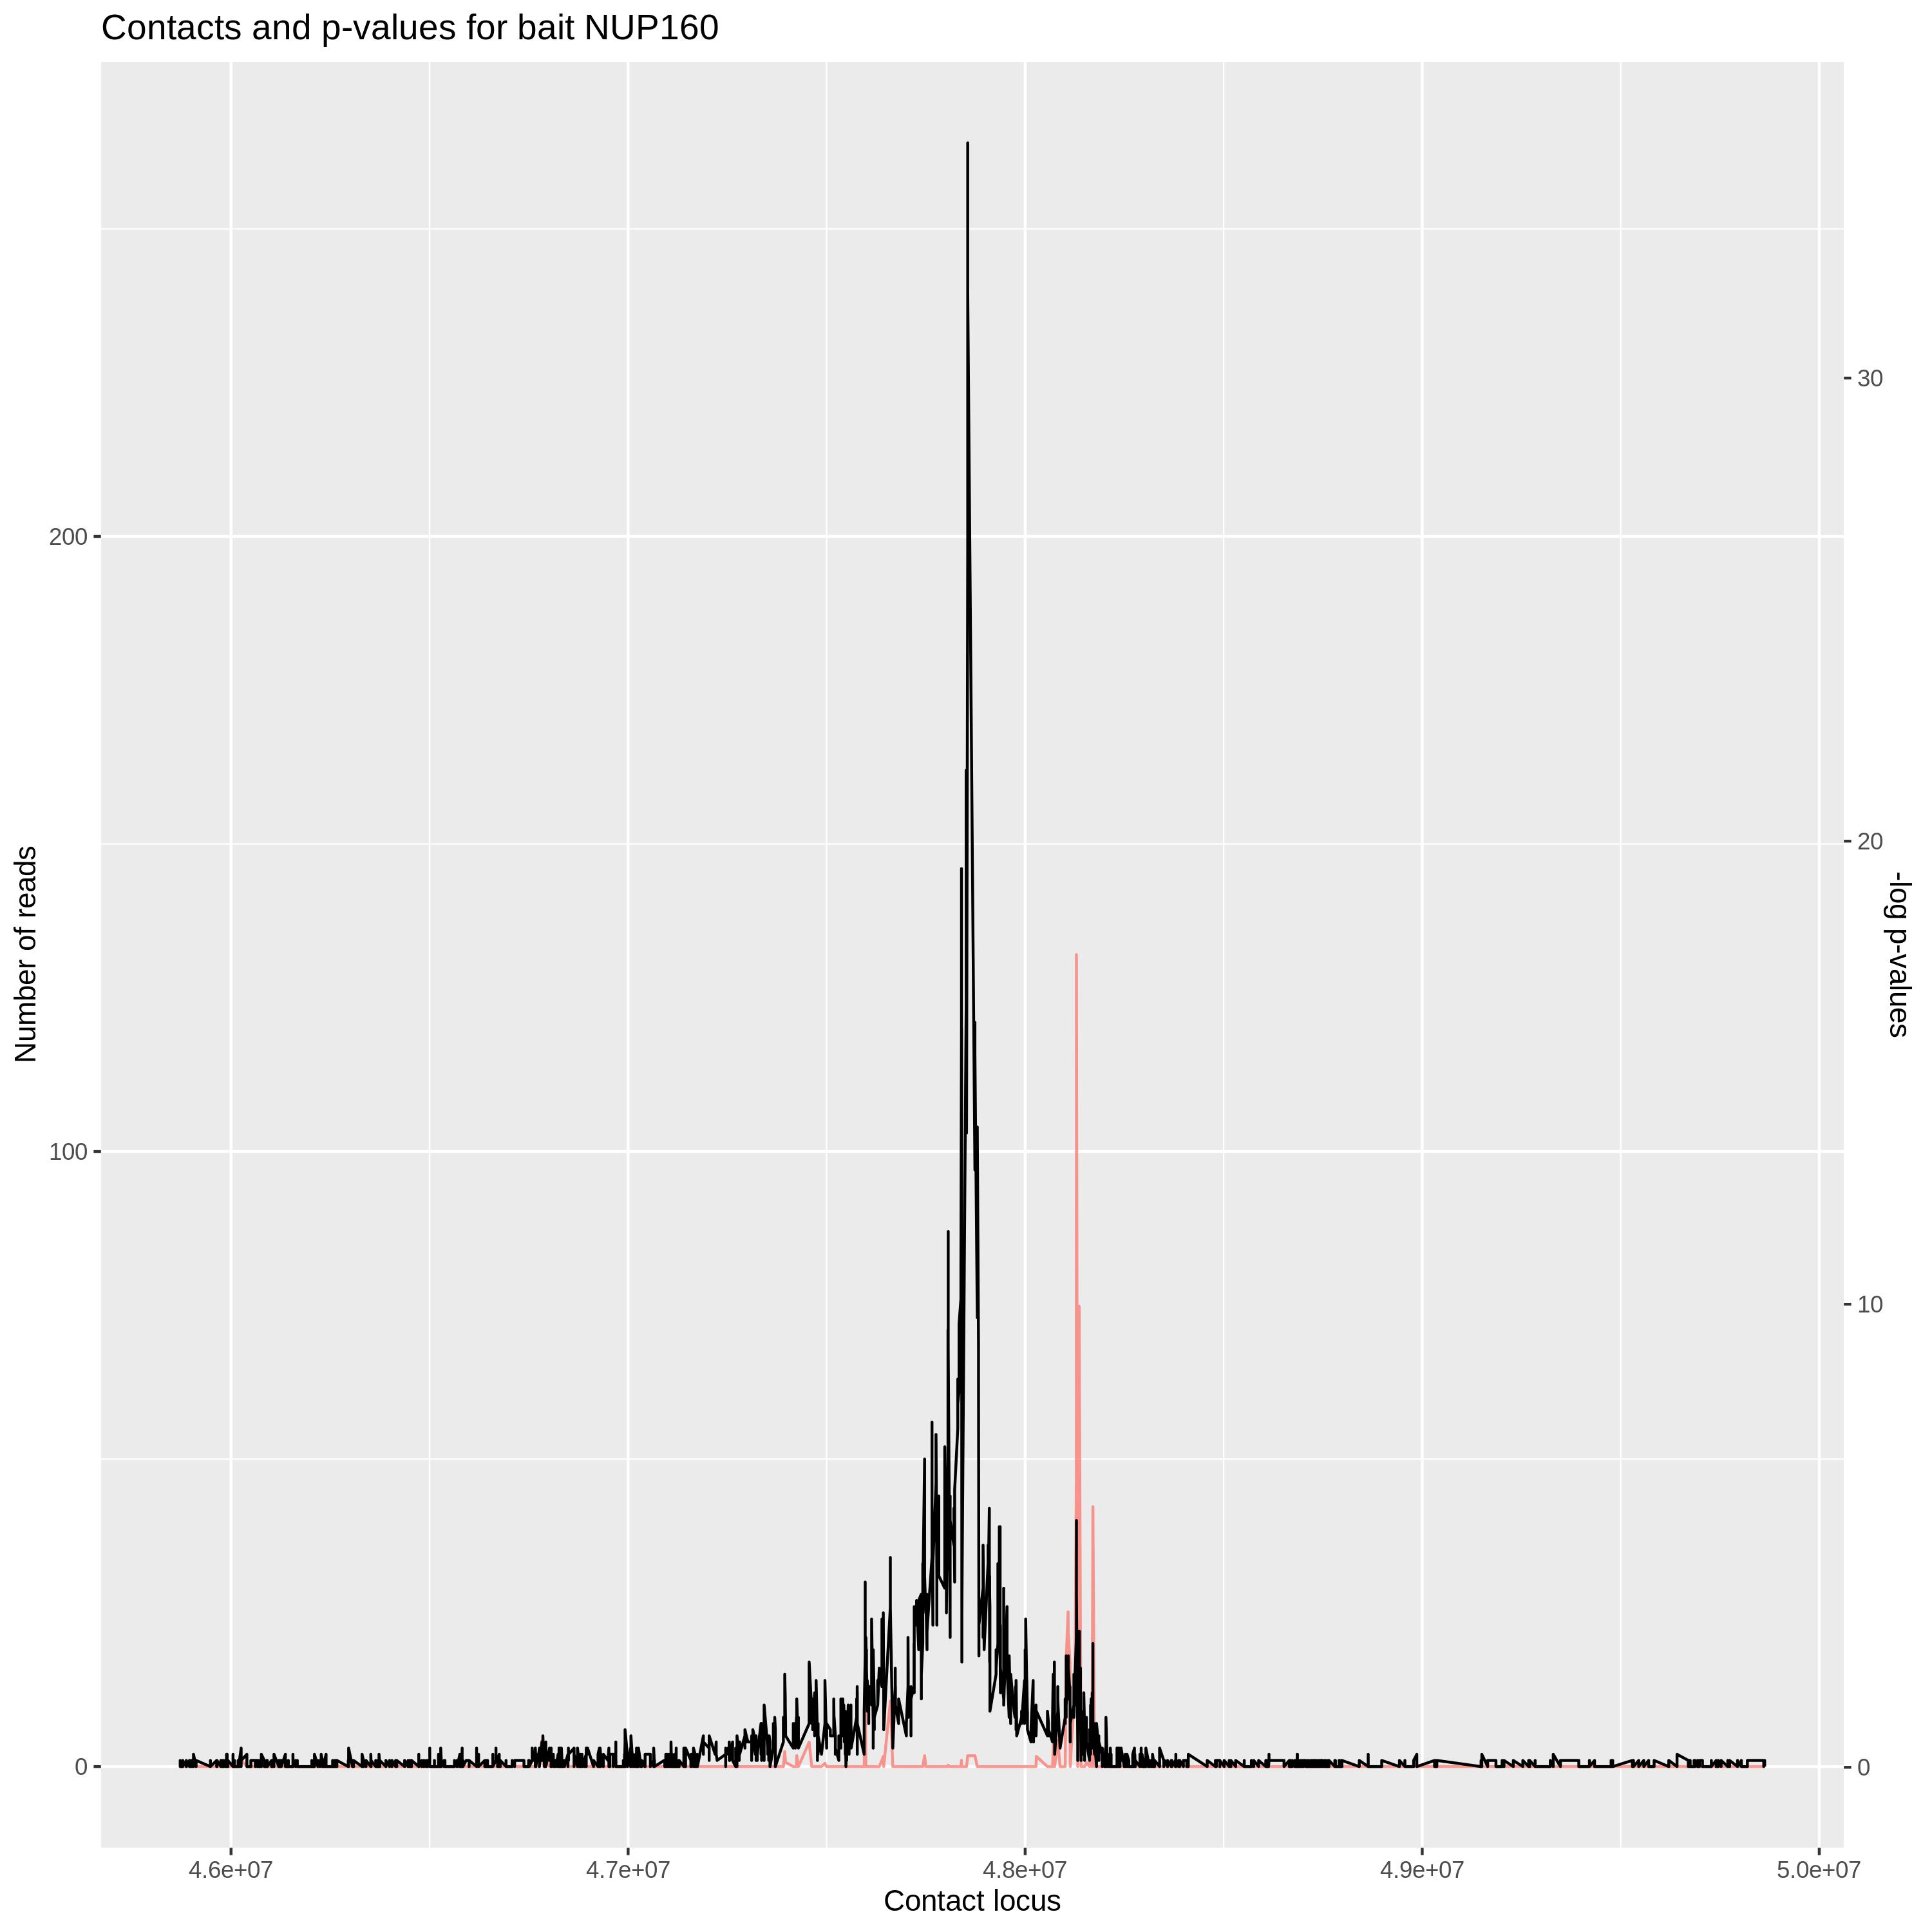 Contacts and p-values for bait NUP160
Number of reads
200
100
0
30
20
10
0
-log p-values
4.6e+07
4.7e+07
4.8e+07
4.9e+07
5.0e+07
Contact locus